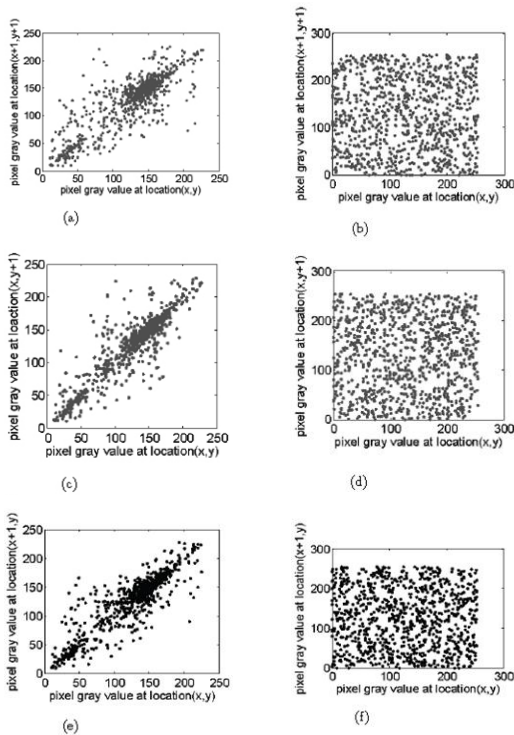 pixel gray value at location(x+1,y+1)
250
200
150
100
50
0
0 50 100 150 200 250
pixel gray value at location(x,y)
(a)
pixel gray value at location(x+1,y+1)
300
200
100
0
0 100 200 300
pixel gray value at location(x,y)
(b)
pixel gray value at loaction(x,y+1)
250
200
150
100
50
0
0 50 100 150 200 250
pixel gray value at location(x,y)
(c)
pixel gray value at location(x,y+1)
300
200
100
0
0 100 200 300
pixel gray value at location(x,y)
(d)
pixel gray value at location(x+1,y)
250
200
150
100
50
0
0 50 100 150 200 250
pixel gray value at location(x,y)
(e)
pixel gray value at location(x+1,y)
300
200
100
0
0 100 200 300
pixel gray value at location(x,y)
(f)